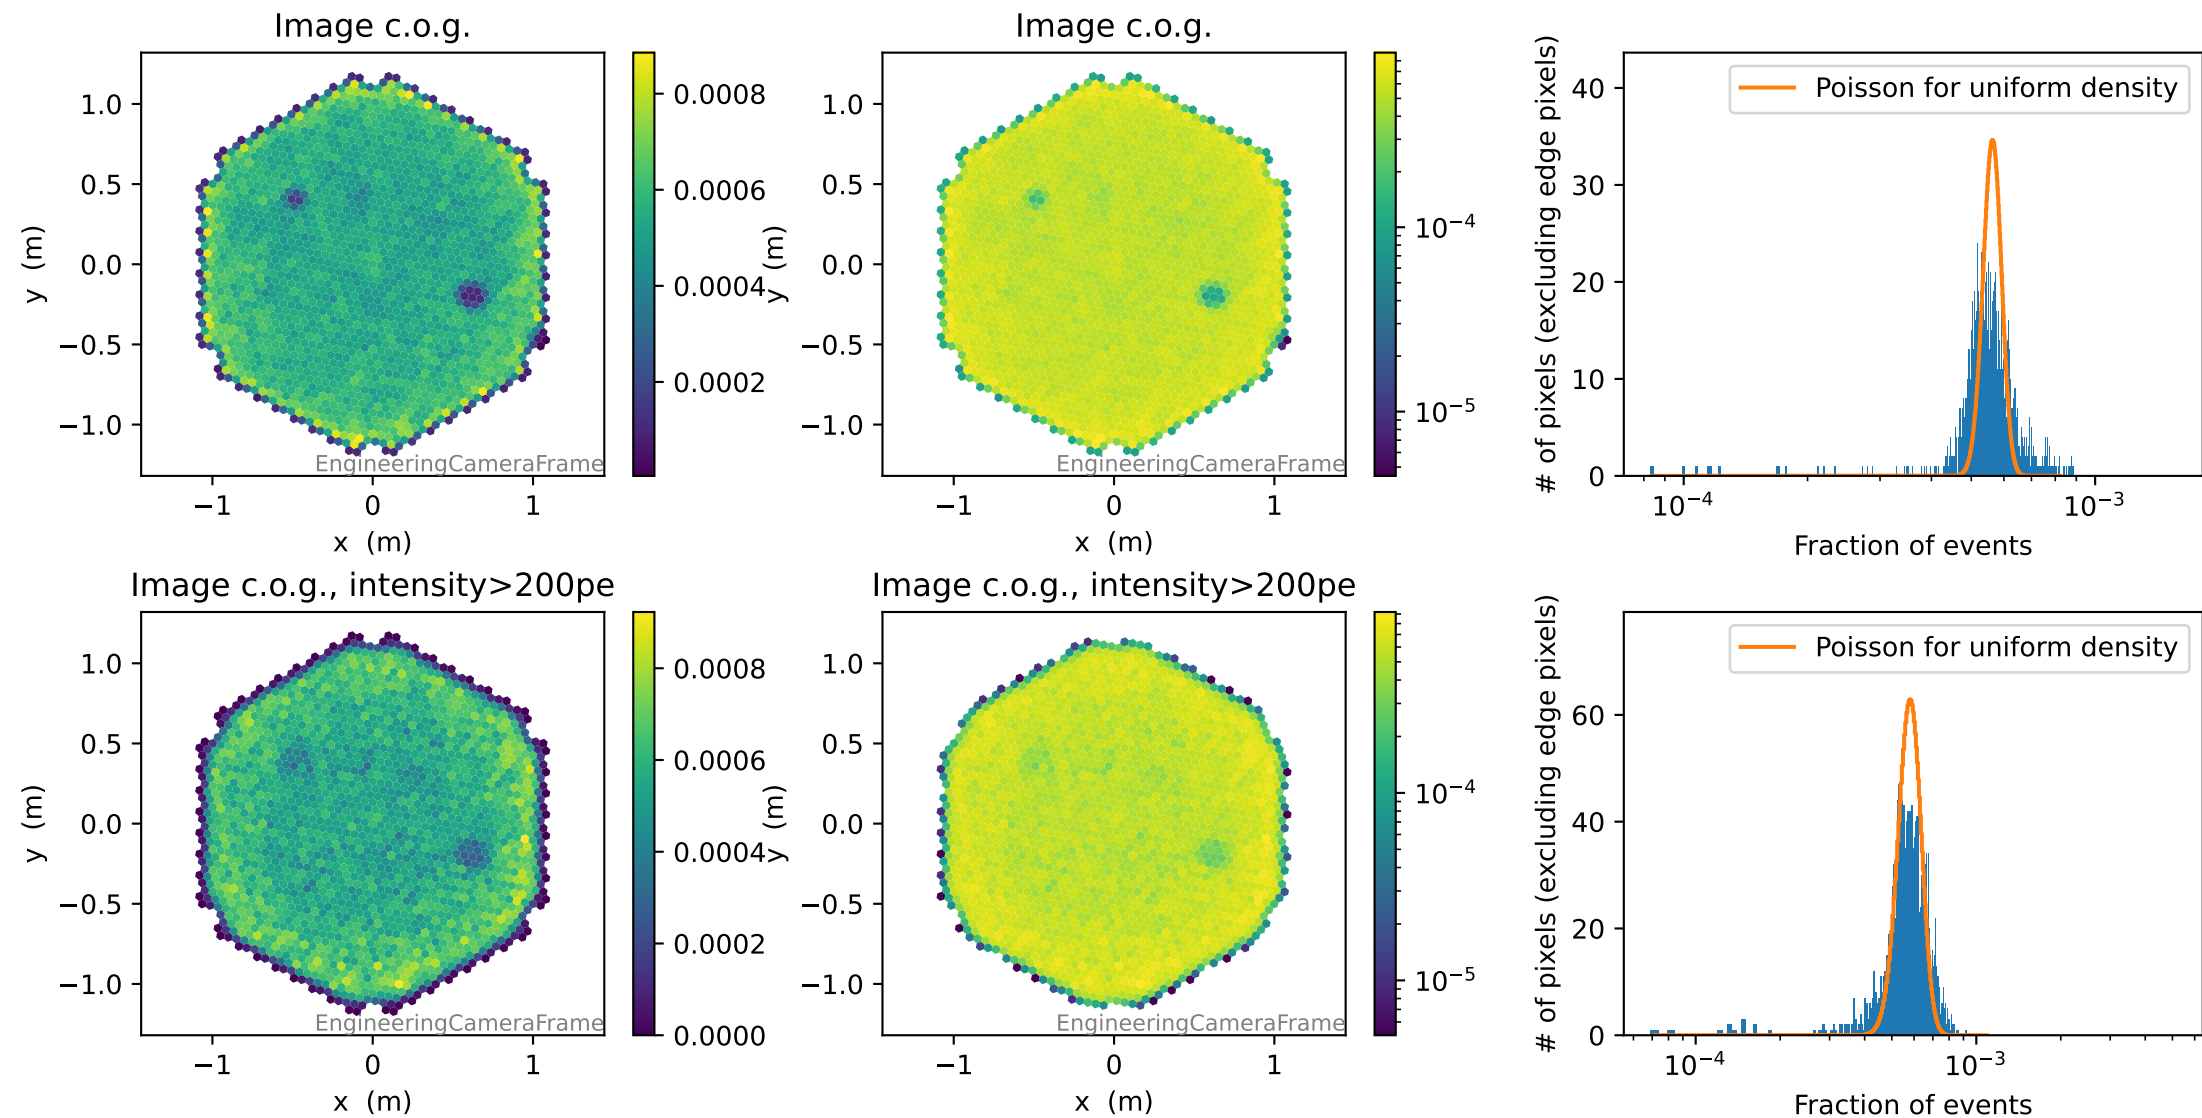 Image c.o.g.
1.0
0.5
0.0
−0.5
−1.0
y (m)
−1
0
1
x (m)
EngineeringCameraFrame
0.0008
0.0006
0.0004
0.0002
Image c.o.g.
1.0
0.5
0.0
−0.5
−1.0
y (m)
−1
0
1
x (m)
EngineeringCameraFrame
10⁻⁴
10⁻⁵
# of pixels (excluding edge pixels)
40
30
20
10
0
Poisson for uniform density
10⁻⁴
10⁻³
Fraction of events
Image c.o.g., intensity>200pe
1.0
0.5
0.0
−0.5
−1.0
y (m)
−1
0
1
x (m)
EngineeringCameraFrame
0.0008
0.0006
0.0004
0.0002
0.0000
Image c.o.g., intensity>200pe
1.0
0.5
0.0
−0.5
−1.0
y (m)
−1
0
1
x (m)
EngineeringCameraFrame
10⁻⁴
10⁻⁵
# of pixels (excluding edge pixels)
60
40
20
0
Poisson for uniform density
10⁻⁴
10⁻³
Fraction of events